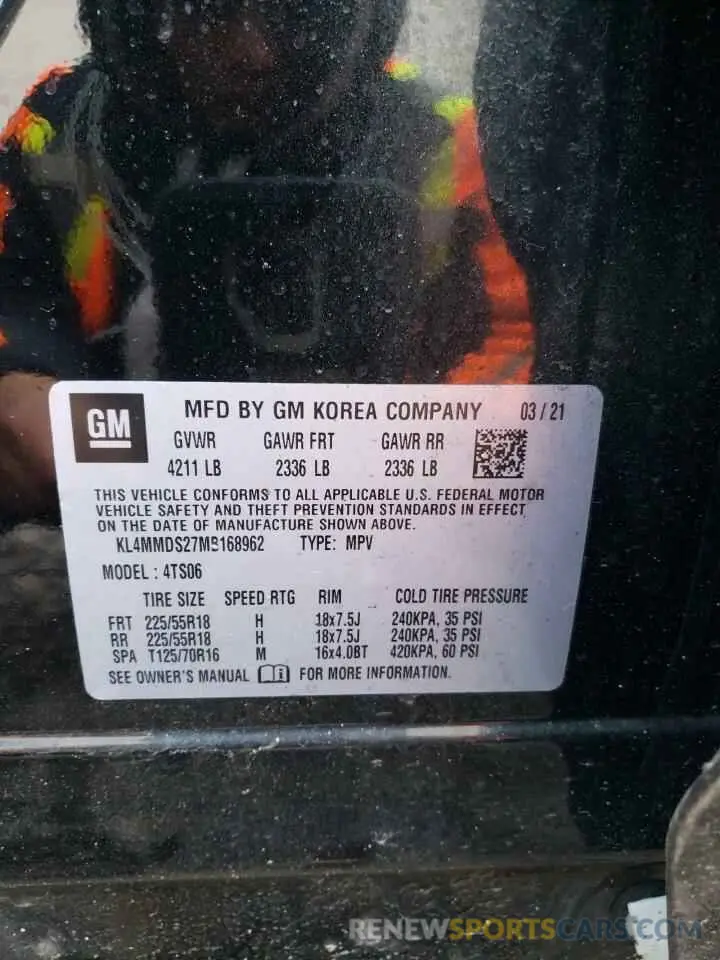 GM
MFD BY GM KOREA COMPANY 03/21
GVWR GAWR FRT GAWR RR
4211 LB 2336 LB 2336 LB
THIS VEHICLE CONFORMS TO ALL APPLICABLE U.S. FEDERAL MOTOR
VEHICLE SAFETY AND THEFT PREVENTION STANDARDS IN EFFECT
ON THE DATE OF MANUFACTURE SHOWN ABOVE.
KL4MMDS27MB168962 TYPE: MPV
MODEL : 4TS06
TIRE SIZE SPEED RTG RIM COLD TIRE PRESSURE
FRT 225/55R18 H 18x7.5J 240KPA, 35 PSI
RR 225/55R18 H 18x7.5J 240KPA, 35 PSI
SPA T125/70R16 M 16x4.0BT 420KPA, 60 PSI
SEE OWNER'S MANUAL FOR MORE INFORMATION.
RENEWSPORTSCARS.COM